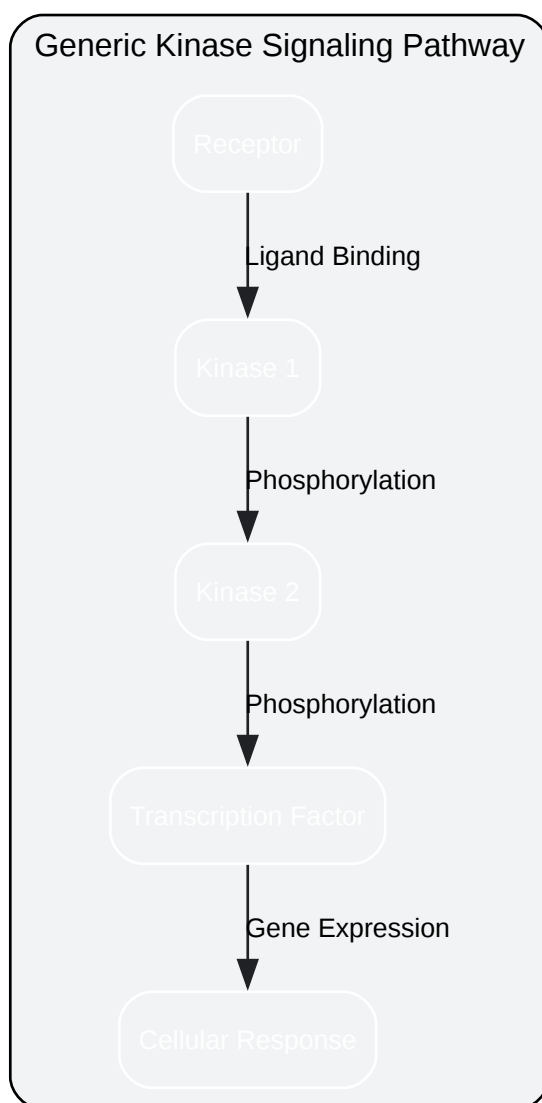 Generic Kinase Signaling Pathway
Receptor
Ligand Binding
Kinase 1
Phosphorylation
Kinase 2
Phosphorylation
Transcription Factor
Gene Expression
Cellular Response